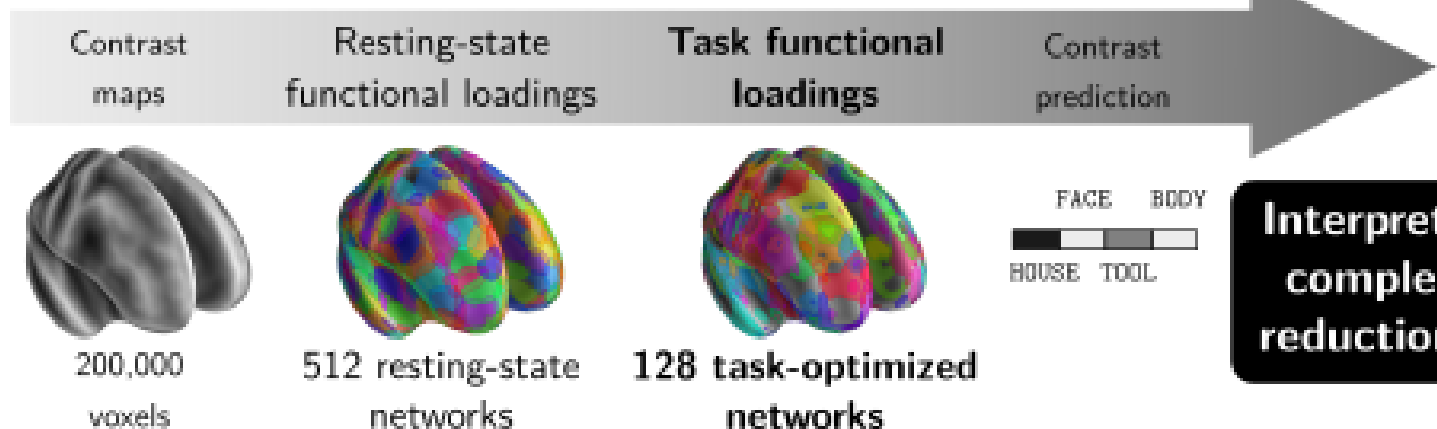 Contrast
maps
Resting-state
functional loadings
Task functional
loadings
Contrast
prediction
FACE BODY
HOUSE TOOL
200,000
voxels
512 resting-state
networks
128 task-optimized
networks